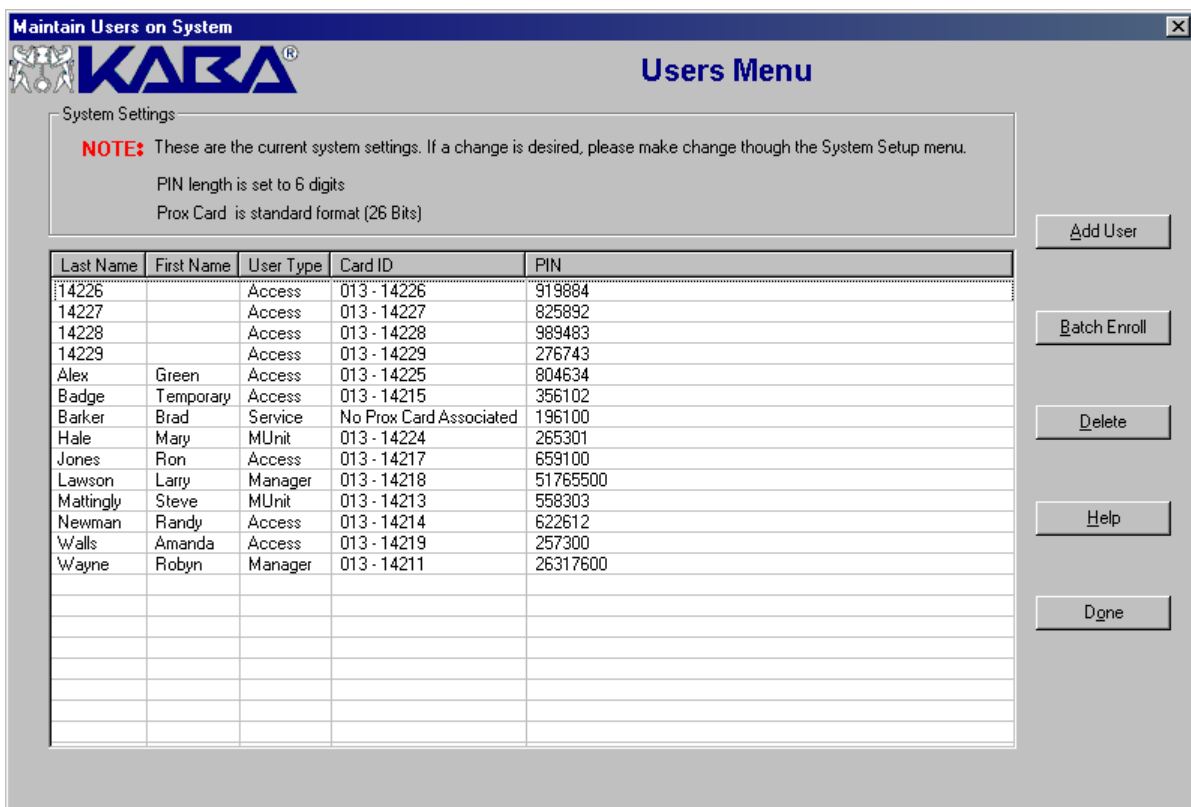 Maintain Users on System
KABA®
Users Menu
System Settings
NOTE: These are the current system settings. If a change is desired, please make change though the System Setup menu.
PIN length is set to 6 digits
Prox Card is standard format (26 Bits)
Add User
Last Name First Name User Type Card ID PIN
14226 Access 013 - 14226 919884
14227 Access 013 - 14227 825892
14228 Access 013 - 14228 989483
14229 Access 013 - 14229 276743
Alex Green Access 013 - 14225 804634
Badge Temporary Access 013 - 14215 356102
Barker Brad Service No Prox Card Associated 196100
Hale Mary MUnit 013 - 14224 265301
Jones Ron Access 013 - 14217 659100
Lawson Larry Manager 013 - 14218 51765500
Mattingly Steve MUnit 013 - 14213 558303
Newman Randy Access 013 - 14214 622612
Walls Amanda Access 013 - 14219 257300
Wayne Robyn Manager 013 - 14211 26317600
Batch Enroll
Delete
Help
Done